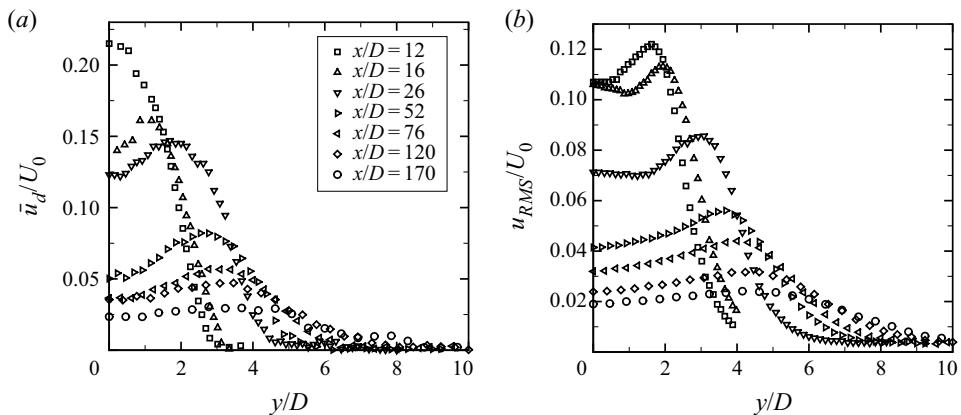 (a)
(b)
0.20
0.15
0.10
0.05
ū_d/U_0
x/D = 12
x/D = 16
x/D = 26
x/D = 52
x/D = 76
x/D = 120
x/D = 170
0 2 4 6 8 10
y/D
0.12
0.10
0.08
0.06
0.04
0.02
u_RMS/U_0
0 2 4 6 8 10
y/D